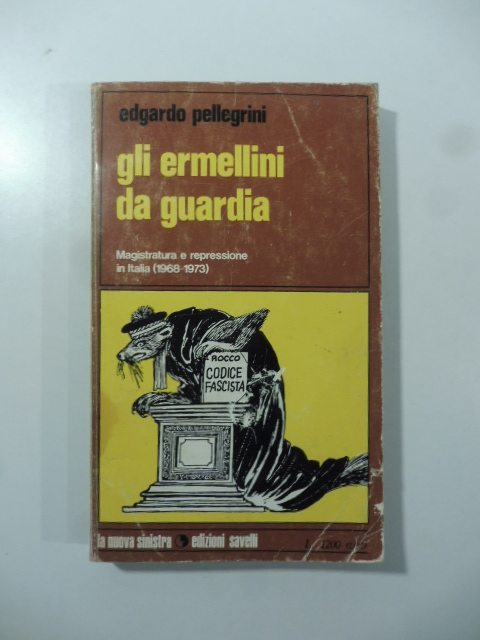 edgardo pellegrini
gli ermellini
da guardia
Magistratura e repressione
in Italia (1968-1973)
ROCCO
CODICE
FASCISTA
la nuova sinistra edizioni savelli
L. 1200